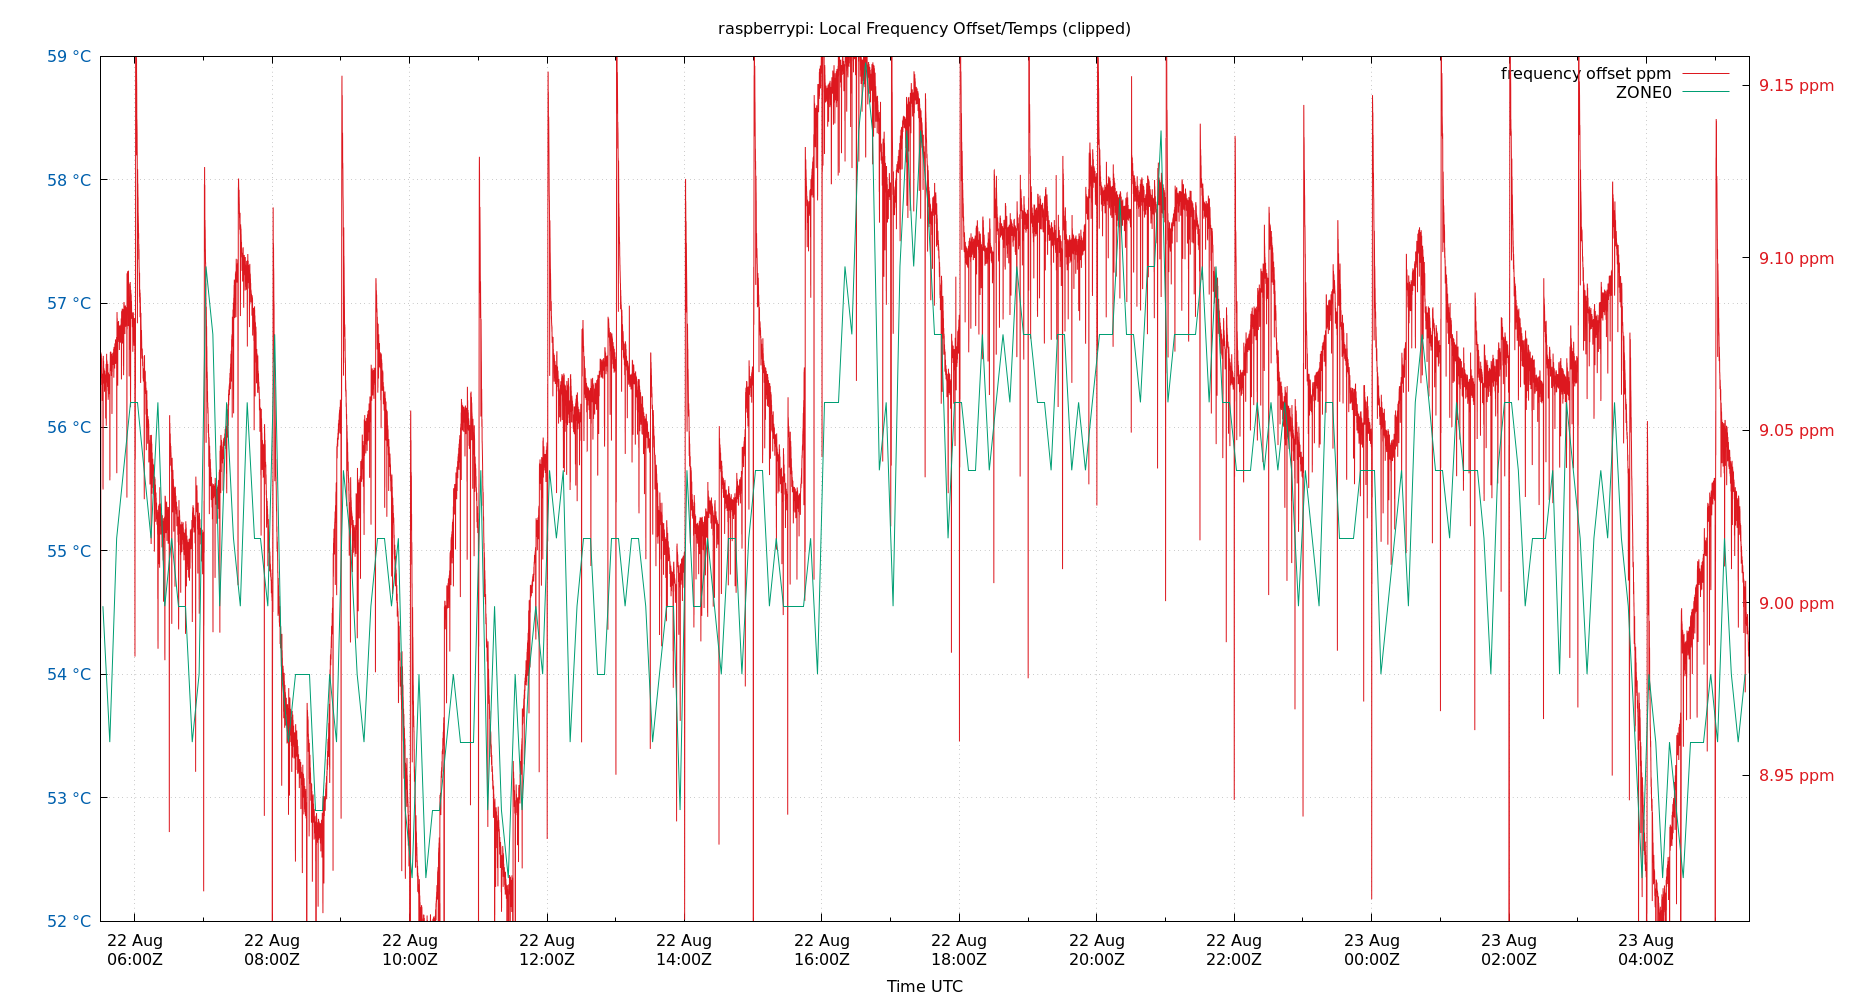 raspberrypi: Local Frequency Offset/Temps (clipped)
frequency offset ppm
ZONE0
59 °C
58 °C
57 °C
56 °C
55 °C
54 °C
53 °C
52 °C
9.15 ppm
9.10 ppm
9.05 ppm
9.00 ppm
8.95 ppm
22 Aug 22 Aug 22 Aug 22 Aug 22 Aug 22 Aug 22 Aug 22 Aug 22 Aug 23 Aug 23 Aug 23 Aug
06:00Z 08:00Z 10:00Z 12:00Z 14:00Z 16:00Z 18:00Z 20:00Z 22:00Z 00:00Z 02:00Z 04:00Z
Time UTC